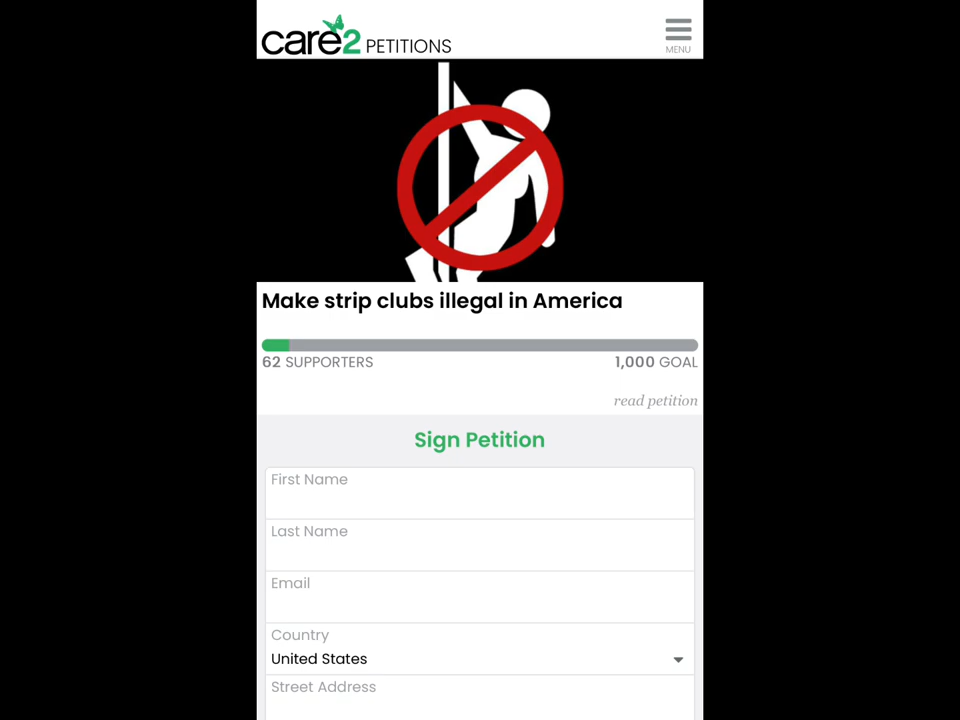 care2 PETITIONS
MENU
Make strip clubs illegal in America
62 SUPPORTERS
1,000 GOAL
read petition
Sign Petition
First Name
Last Name
Email
Country
United States
Street Address